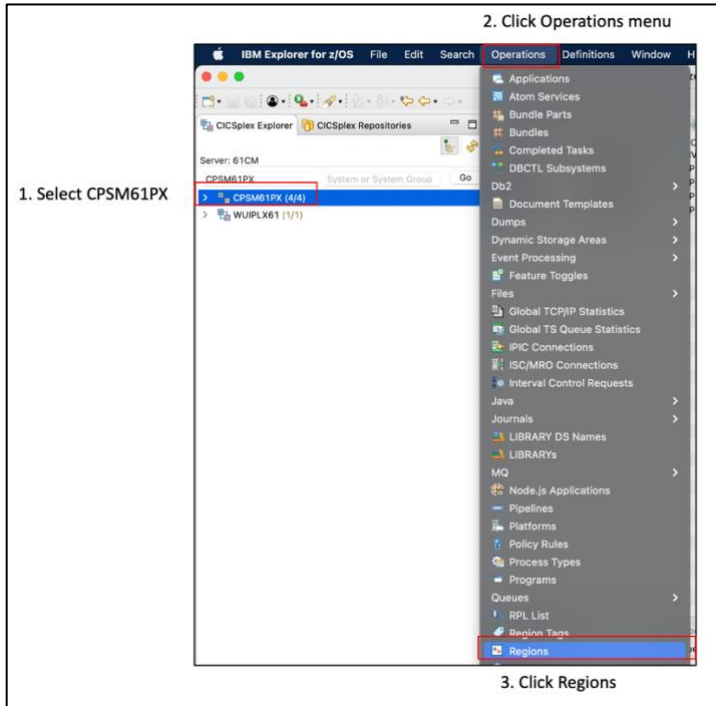 2. Click Operations menu
IBM Explorer for z/OS File Edit Search Operations Definitions Window H
CICSplex Explorer CICSplex Repositories
Server: 61CM
CPSM61PX System or System Group Go
1. Select CPSM61PX
CPSM61PX (4/4)
WUIPLX61 (1/1)
Applications
Atom Services
Bundle Parts
Bundles
Completed Tasks
DBCTL Subsystems
Db2
Document Templates
Dumps
Dynamic Storage Areas
Event Processing
Feature Toggles
Files
Global TCP/IP Statistics
Global TS Queue Statistics
IPIC Connections
ISC/MRO Connections
Interval Control Requests
Java
Journals
LIBRARY DS Names
LIBRARYs
MQ
Node.js Applications
Pipelines
Platforms
Policy Rules
Process Types
Programs
Queues
RPL List
Region Tags
Regions
3. Click Regions